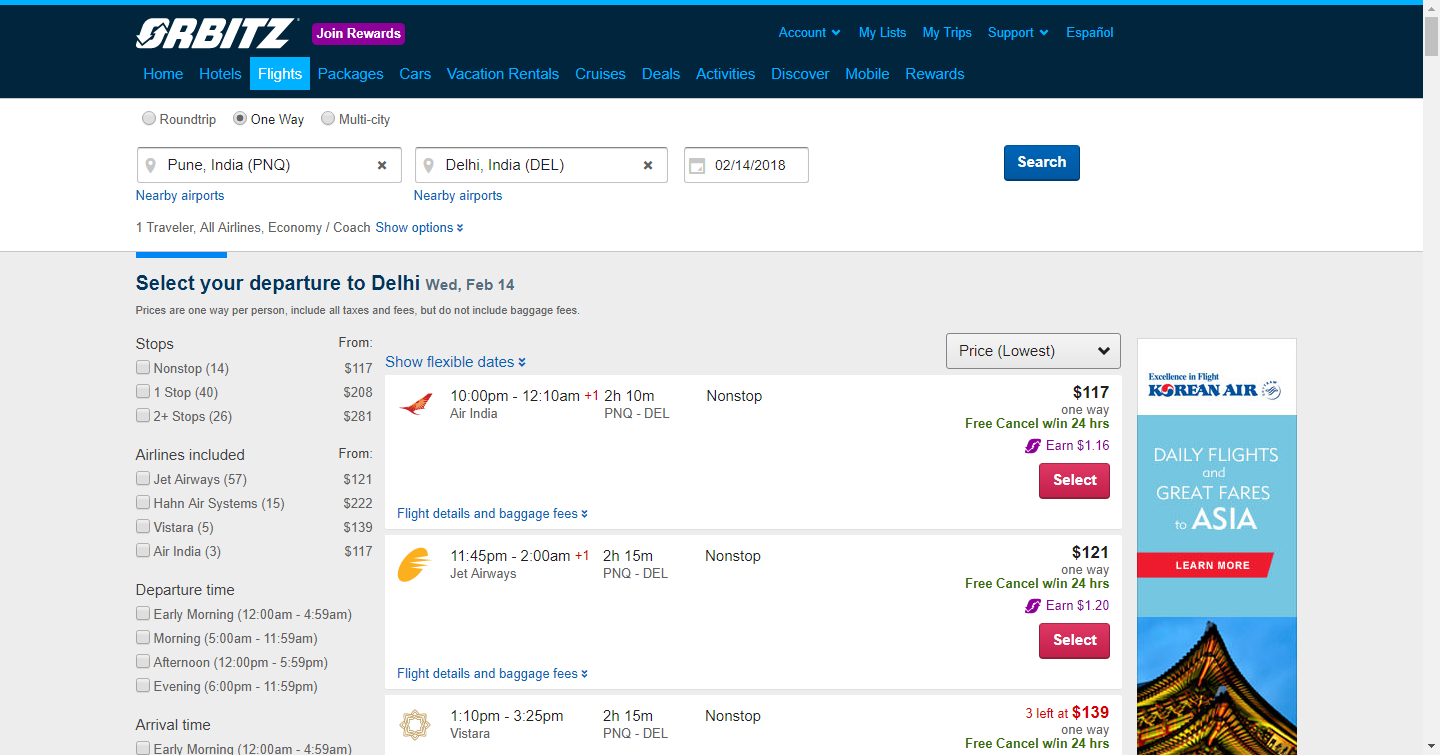 ORBITZ
Join Rewards
Account My Lists My Trips Support Español
Home Hotels Flights Packages Cars Vacation Rentals Cruises Deals Activities Discover Mobile Rewards
Roundtrip One Way Multi-city
Pune, India (PNQ) Delhi, India (DEL) 02/14/2018 Search
Nearby airports Nearby airports
1 Traveler, All Airlines, Economy / Coach Show options
Select your departure to Delhi Wed, Feb 14
Prices are one way per person, include all taxes and fees, but do not include baggage fees.
Stops From:
Nonstop (14) $117
1 Stop (40) $208
2+ Stops (26) $281
Airlines included From:
Jet Airways (57) $121
Hahn Air Systems (15) $222
Vistara (5) $139
Air India (3) $117
Departure time
Early Morning (12:00am - 4:59am)
Morning (5:00am - 11:59am)
Afternoon (12:00pm - 5:59pm)
Evening (6:00pm - 11:59pm)
Arrival time
Early Morning (12:00am - 4:59am)
Show flexible dates
Price (Lowest)
10:00pm - 12:10am +1 2h 10m Nonstop $117
Air India PNQ - DEL one way
Free Cancel w/in 24 hrs
Earn $1.16
Select
Flight details and baggage fees
11:45pm - 2:00am +1 2h 15m Nonstop $121
Jet Airways PNQ - DEL one way
Free Cancel w/in 24 hrs
Earn $1.20
Select
Flight details and baggage fees
1:10pm - 3:25pm 2h 15m Nonstop 3 left at $139
Vistara PNQ - DEL one way
Free Cancel w/in 24 hrs
Excellence in Flight
KOREAN AIR
DAILY FLIGHTS
and
GREAT FARES
to ASIA
LEARN MORE